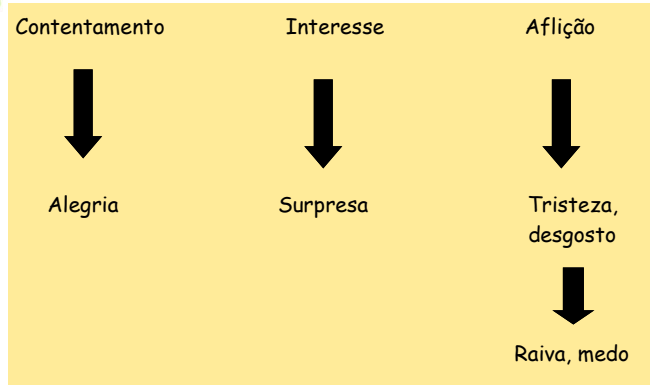 Contentamento Interesse Aflição
Alegria Surpresa Tristeza,
desgosto
Raiva, medo